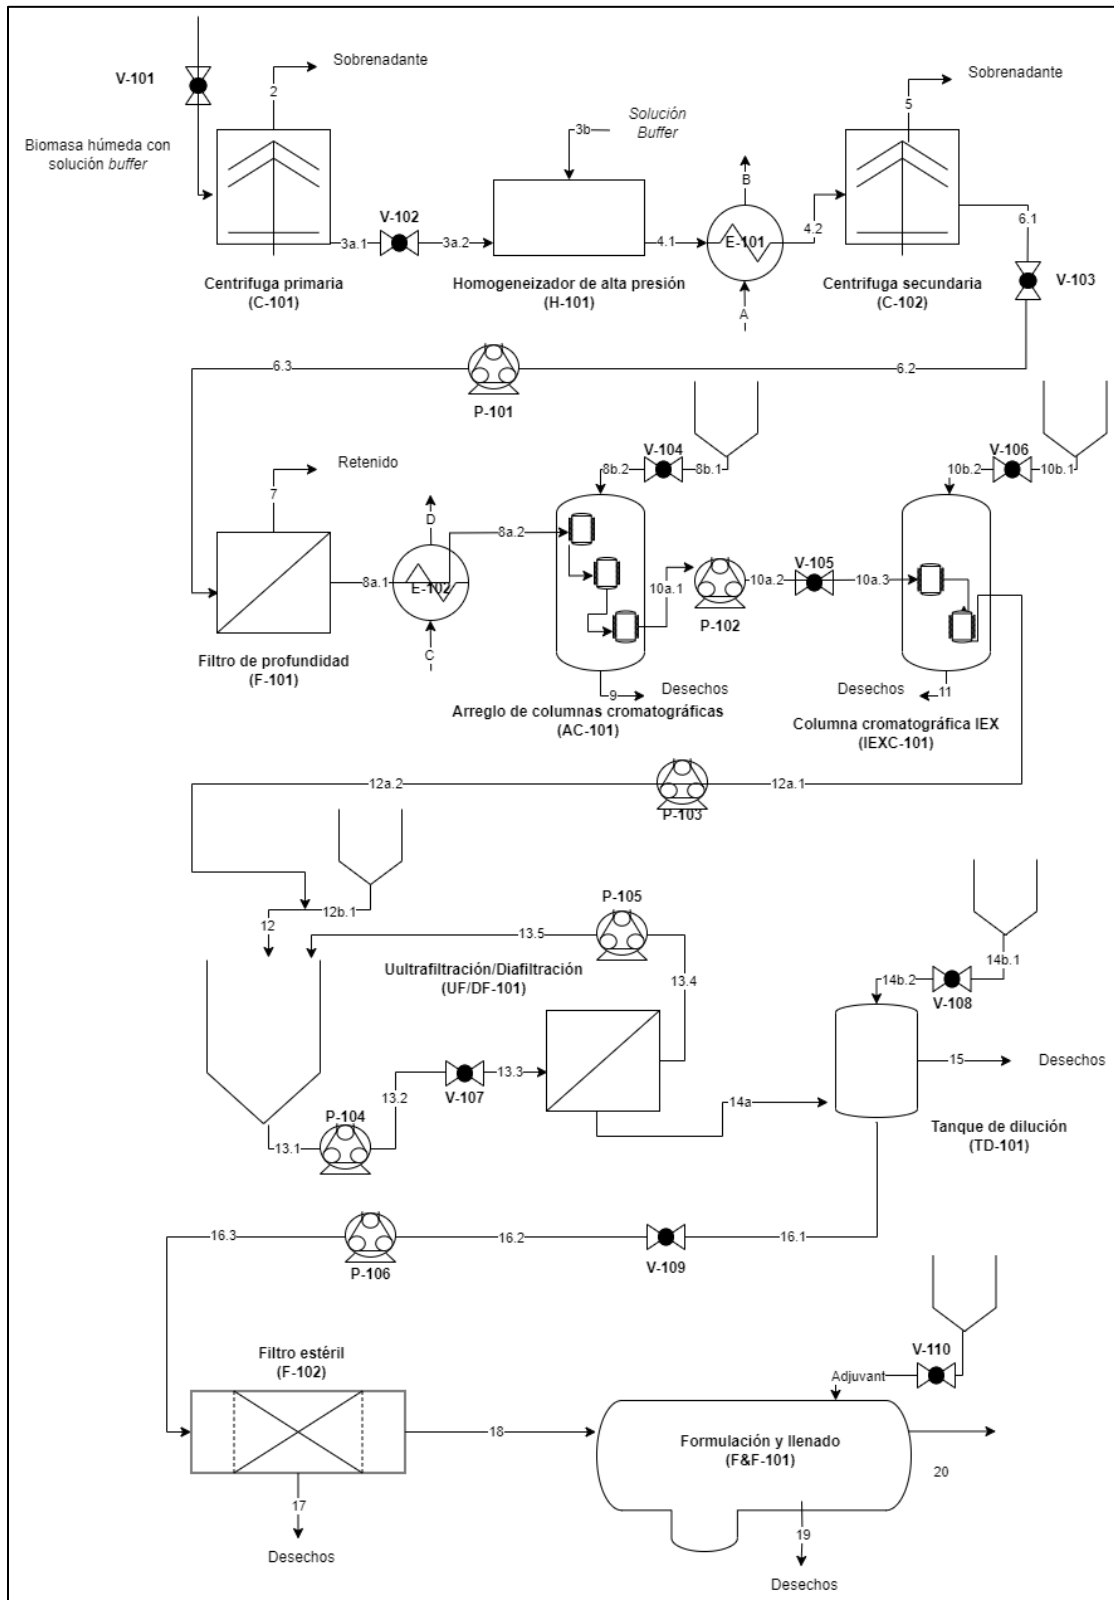 Sobrenadante
V-101
2
Biomasa húmeda con
solución buffer
3a.1
V-102
3a.2
Centrifuga primaria
(C-101)
Solución
Buffer
3b
4.1
Homogeneizador de alta presión
(H-101)
B
E-101
A
4.2
Sobrenadante
5
6.1
Centrifuga secundaria
(C-102)
V-103
6.3
P-101
6.2
Retenido
7
8a.1
Filtro de profundidad
(F-101)
D
E-102
C
8a.2
V-104
8b.2
8b.1
10a.1
P-102
10a.2
V-105
10a.3
V-106
10b.2
10b.1
9
Desechos
Arreglo de columnas cromatográficas
(AC-101)
Desechos
11
Columna cromatográfica IEX
(IEXC-101)
12a.2
P-103
12a.1
12
12b.1
13.5
P-105
Uultrafiltración/Diafiltración
(UF/DF-101)
13.4
13.1
P-104
13.2
V-107
13.3
14a
14b.1
14b.2
V-108
15
Desechos
Tanque de dilución
(TD-101)
16.3
P-106
16.2
V-109
16.1
Filtro estéril
(F-102)
17
Desechos
18
V-110
Adjuvant
Formulación y llenado
(F&F-101)
20
19
Desechos